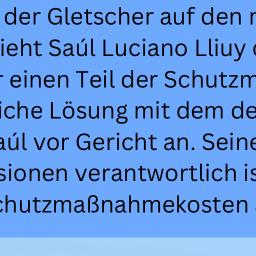 der Gletscher auf den
ieht Saúl Luciano Lliuy
einen Teil der Schutzm
iche Lösung mit dem de
aúl vor Gericht an. Seine
sionen verantwortlich is
chutzmaßnahmekosten